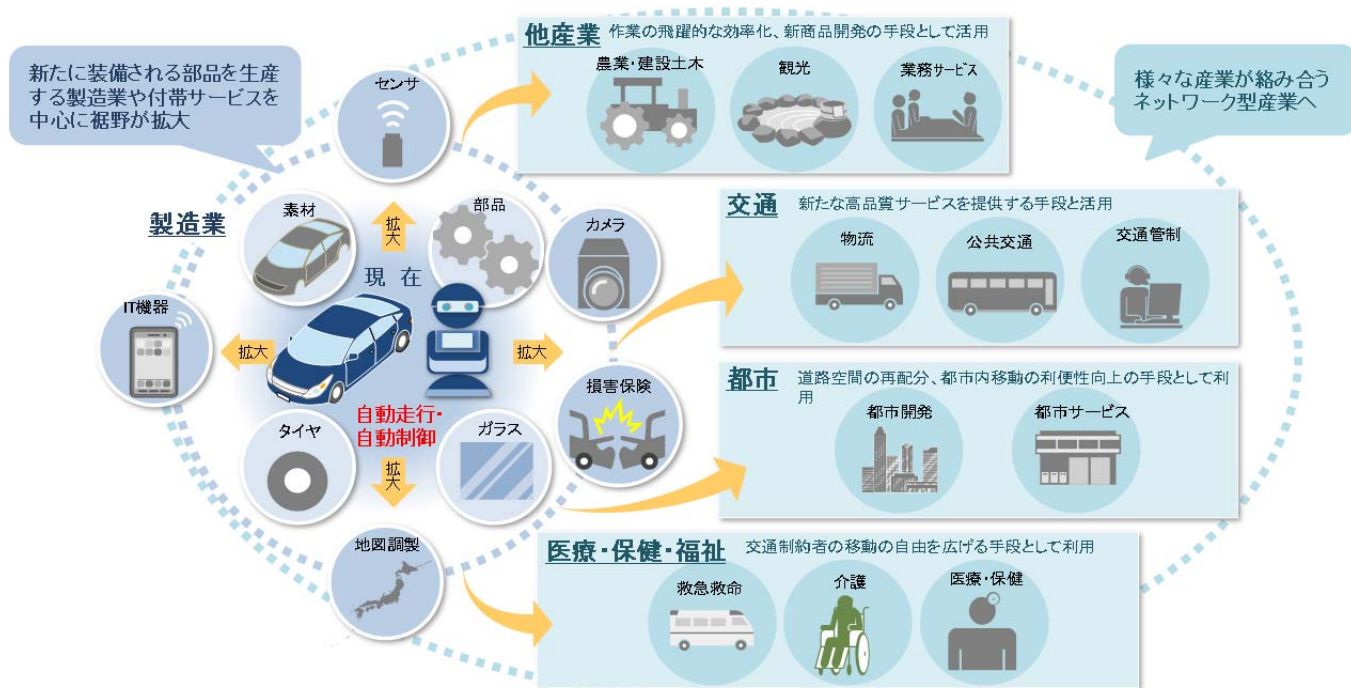 新たに装備される部品を生産
する製造業や付帯サービスを
中心に裾野が拡大
様々な産業が絡み合う
ネットワーク型産業へ
製造業
センサ
素材
部品
カメラ
IT機器
現 在
拡大
拡大
拡大
拡大
自動走行・
自動制御
損害保険
タイヤ
ガラス
地図調製
他産業 作業の飛躍的な効率化、新商品開発の手段として活用
農業・建設土木
観光
業務サービス
交通 新たな高品質サービスを提供する手段と活用
物流
公共交通
交通管制
都市 道路空間の再配分、都市内移動の利便性向上の手段として利
用
都市開発
都市サービス
医療・保健・福祉 交通制約者の移動の自由を広げる手段として利用
救急救命
介護
医療・保健